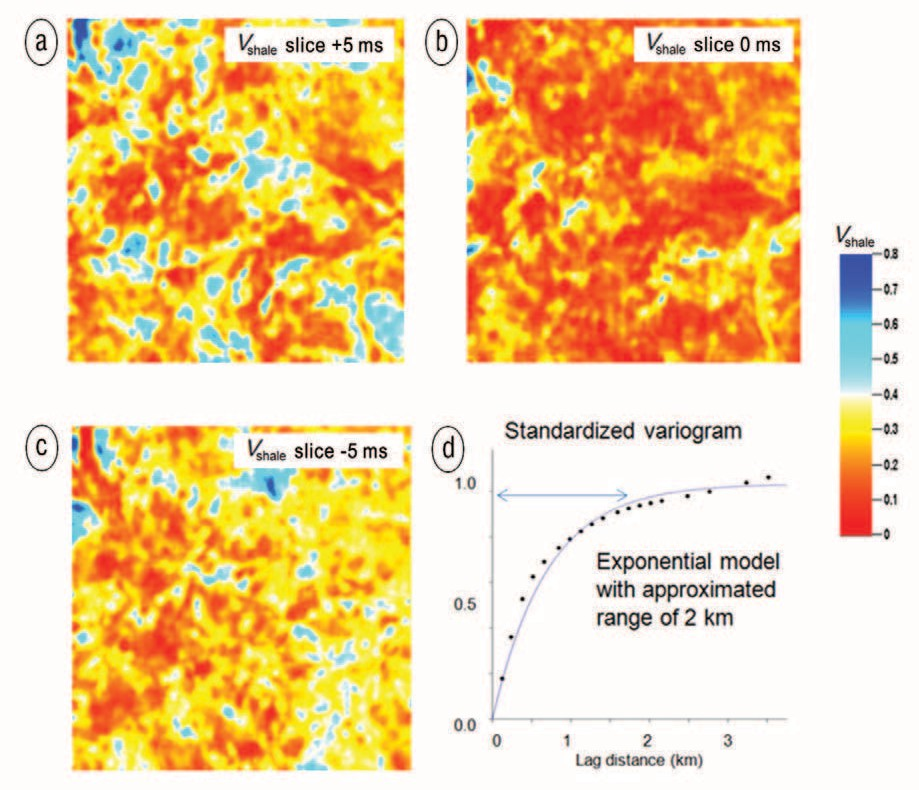 a
Vshale slice +5 ms
b
Vshale slice 0 ms
Vshale
0.8
0.7
0.6
0.5
0.4
0.3
0.2
0.1
0
c
Vshale slice -5 ms
d
Standardized variogram
1.0
0.5
0.0
Exponential model
with approximated
range of 2 km
0 1 2 3
Lag distance (km)